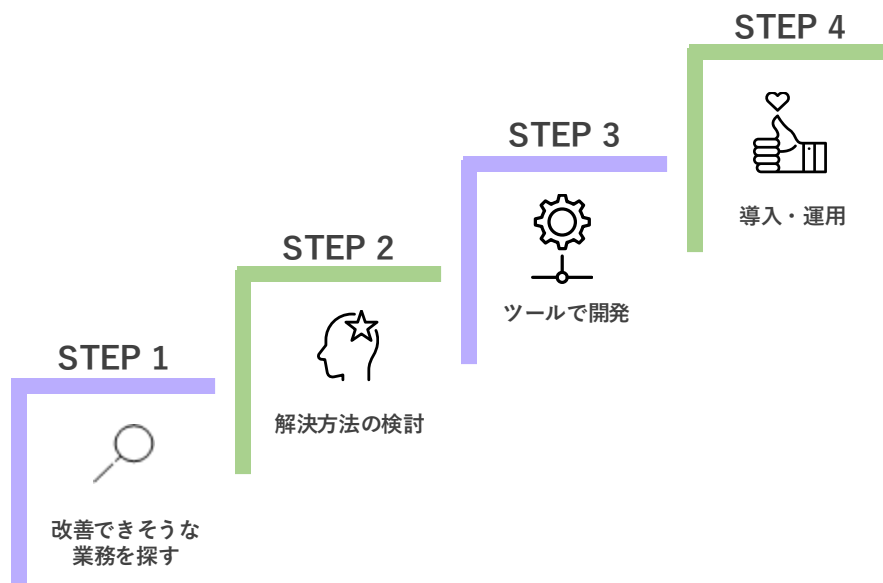 STEP 1
改善できそうな
業務を探す
STEP 2
解決方法の検討
STEP 3
ツールで開発
STEP 4
導入・運用